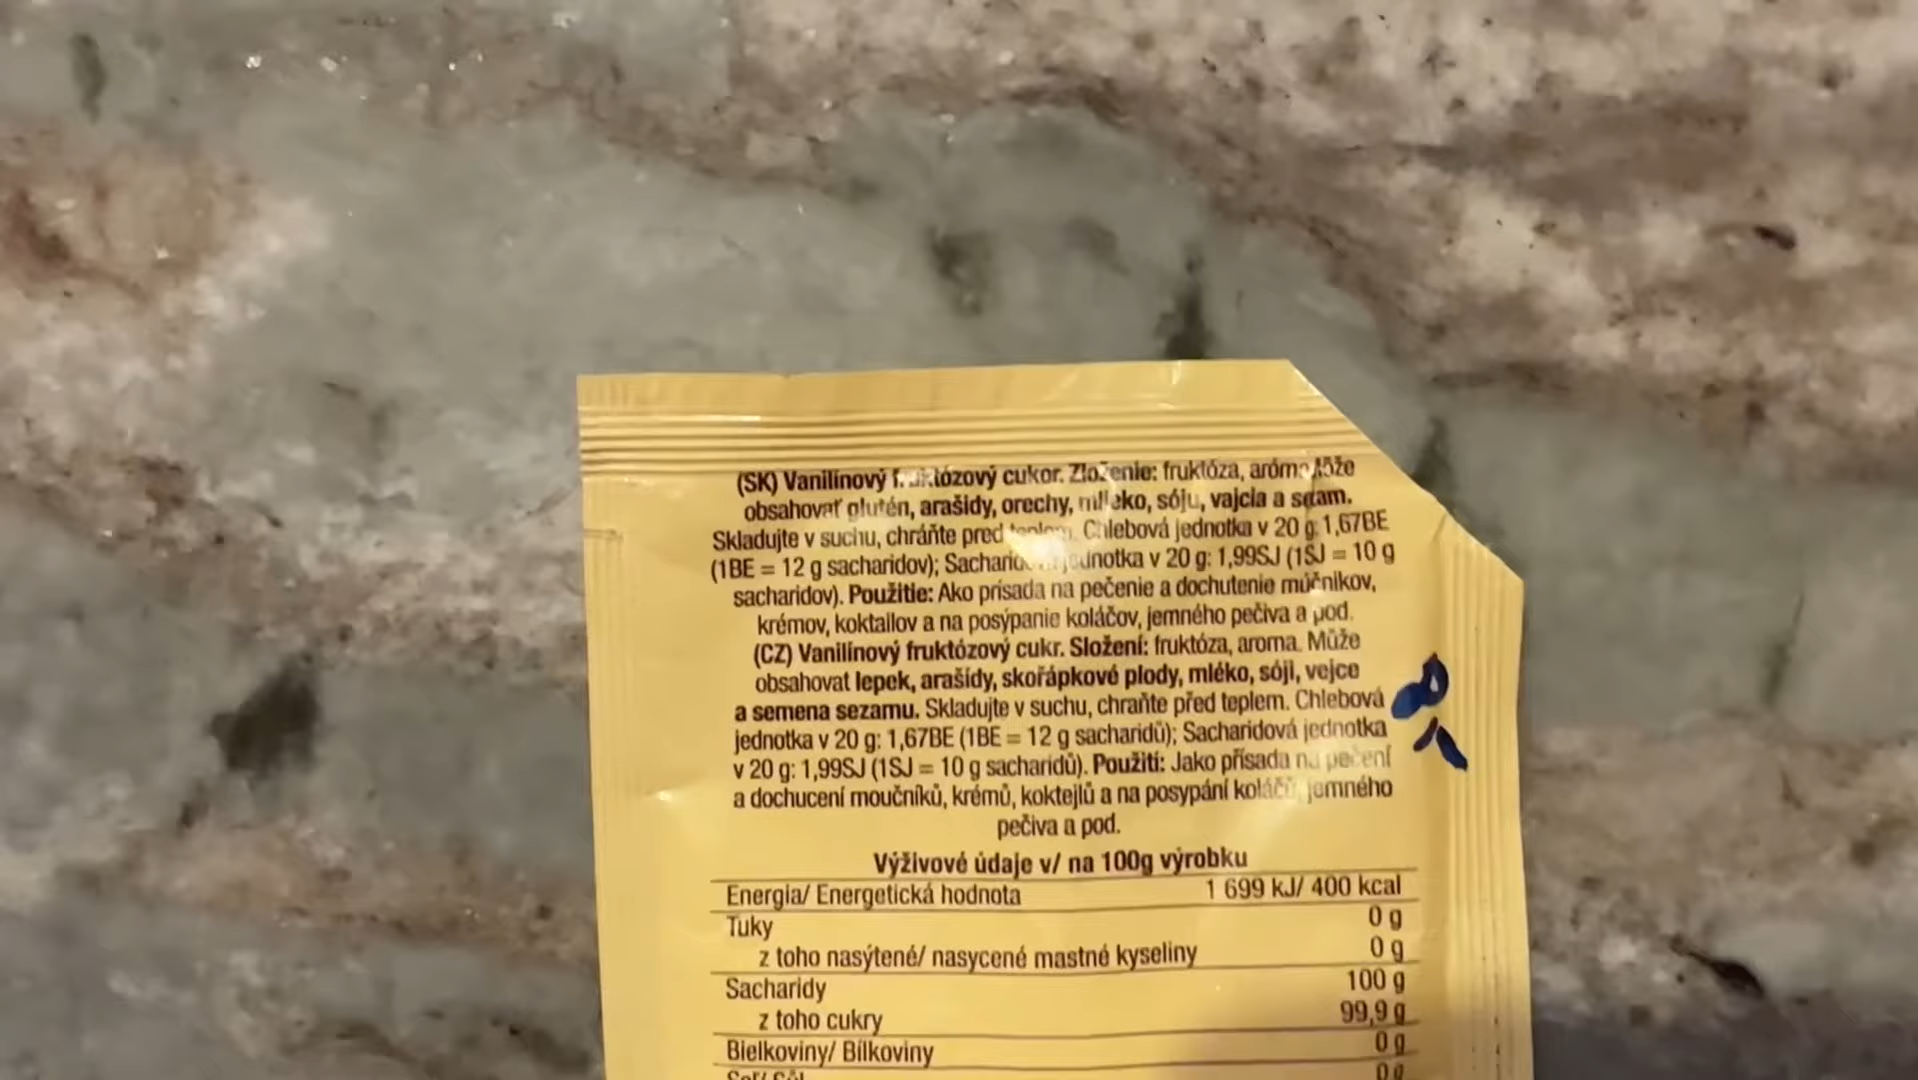 (SK) Vanilínový fruktózový cukor. Zloženie: fruktóza, aróma.
obsahovať glutén, arašidy, orechy, mlieko, sóju, vajcia a
Skladujte v suchu, chráňte pred teplom. Chlebová jednotka v 20 g: 1,67BE
(1BE = 12 g sacharidov); jednotka v 20 g: 1,99SJ (1SJ = 10 g
sacharidov). Použitie: Ako prísada na pečenie a dochutenie múčnikov,
krémov, koktailov a na posýpanie koláčov, jemného pečiva a pod.
(CZ) Vanilínový fruktózový cukr. Složení: fruktóza, aroma. Může
obsahovat lepek, arašídy, skořápkové plody, mléko, sóji, vejce
a semena sezamu. Skladujte v suchu, chraňte před teplem. Chlebová
jednotka v 20 g: 1,67BE (1BE = 12 g sacharidů); Sacharidová jednotka
v 20 g: 1,99SJ (1SJ = 10 g sacharidů). Použití: Jako přísada na pečení
a dochucení moučníků, krémů, koktejlů a na posypání koláčů, jemného
pečiva a pod.
Výživové údaje v/ na 100g výrobku
Energia/ Energetická hodnota 1 699 kJ/ 400 kcal
Tuky 0 g
z toho nasýtené/ nasycené mastné kyseliny 0 g
Sacharidy 100 g
z toho cukry 99,9 g
Bielkoviny/ Bílkoviny 0 g